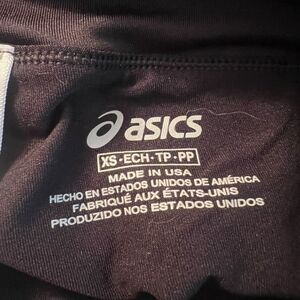 asics
XS-ECH-TP-PP
MADE IN USA
HECHO EN ESTADOS UNIDOS DE AMÉRICA
FABRIQUÉ AUX ÉTATS-UNIS
PRODUZIDO NOS ESTADOS UNIDOS